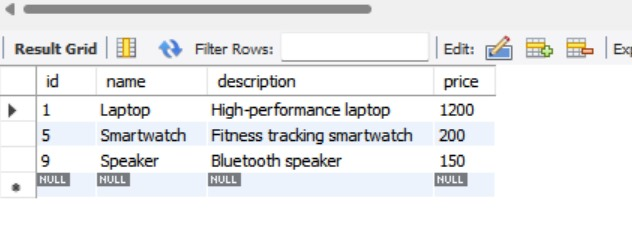 Result Grid Filter Rows: Edit: Exp
id name description price
1 Laptop High-performance laptop 1200
5 Smartwatch Fitness tracking smartwatch 200
9 Speaker Bluetooth speaker 150
NULL NULL NULL NULL